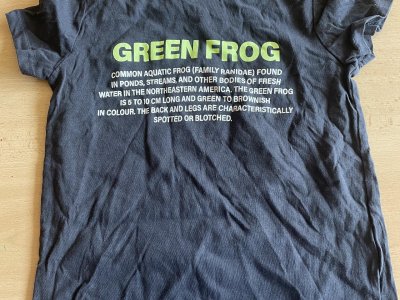 GREEN FROG
COMMON AQUATIC FROG (FAMILY RANIDAE) FOUND
IN PONDS, STREAMS, AND OTHER BODIES OF FRESH
WATER IN THE NORTHEASTERN AMERICA. THE GREEN FROG
IS 5 TO 10 CM LONG AND GREEN TO BROWNISH
IN COLOUR. THE BACK AND LEGS ARE CHARACTERISTICALLY
SPOTTED OR BLOTCHED.